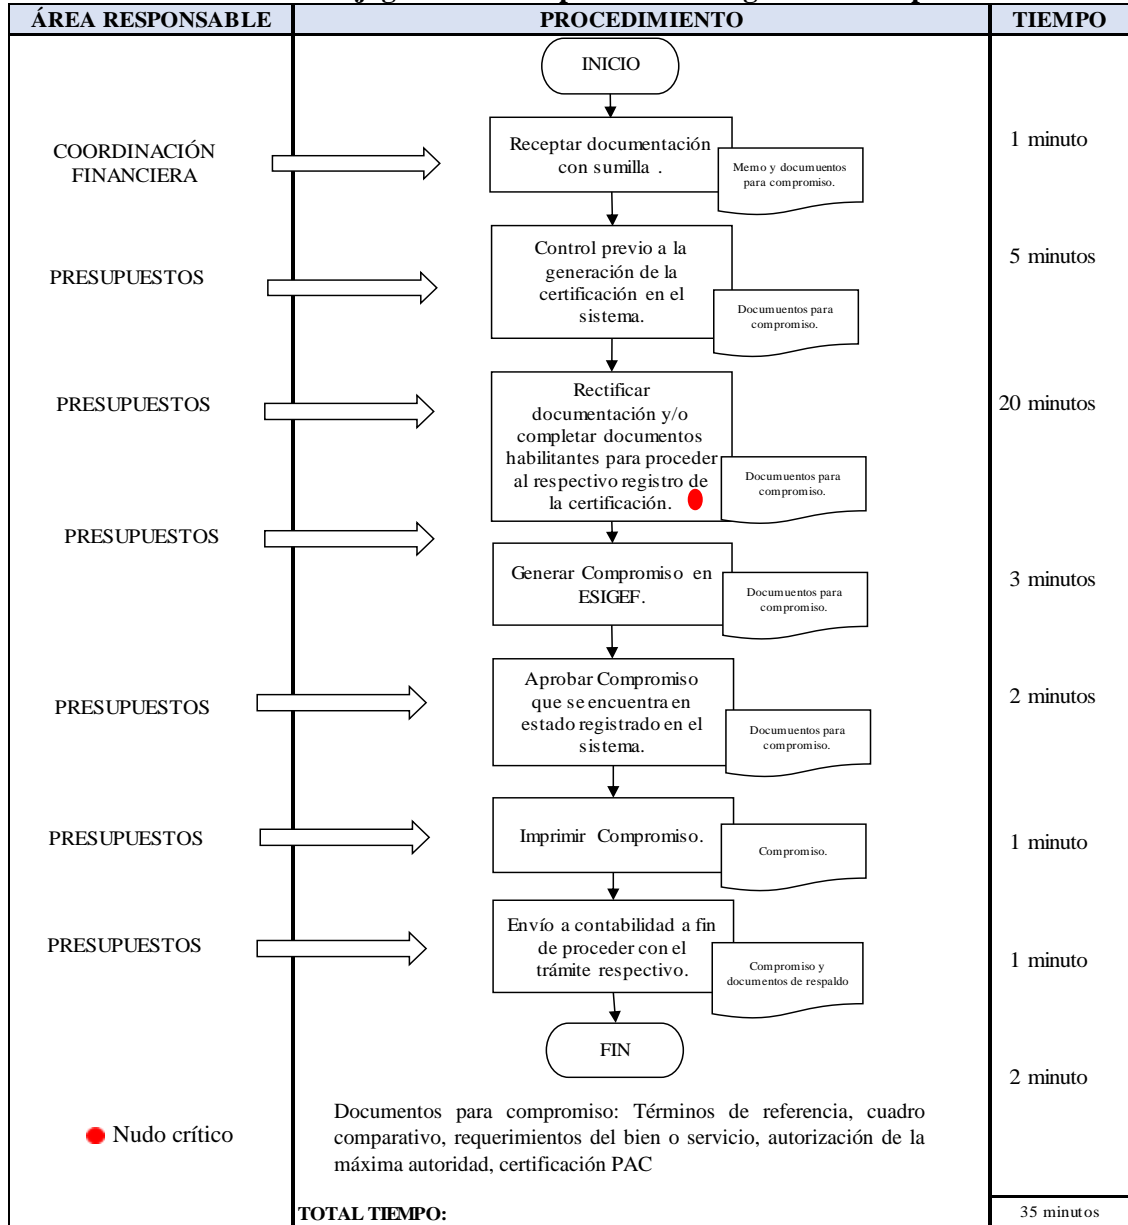 ÁREA RESPONSABLE
PROCEDIMIENTO
TIEMPO
INICIO
COORDINACIÓN
FINANCIERA
Receptar documentación
con sumilla .
Memo y documuentos
para compromiso.
1 minuto
PRESUPUESTOS
Control previo a la
generación de la
certificación en el
sistema.
Documuentos para
compromiso.
5 minutos
PRESUPUESTOS
Rectificar
documentación y/o
completar documentos
habilitantes para proceder
al respectivo registro de
la certificación.
Documuentos para
compromiso.
20 minutos
PRESUPUESTOS
Generar Compromiso en
ESIGEF.
Documuentos para
compromiso.
3 minutos
PRESUPUESTOS
Aprobar Compromiso
que se encuentra en
estado registrado en el
sistema.
Documuentos para
compromiso.
2 minutos
PRESUPUESTOS
Imprimir Compromiso.
Compromiso.
1 minuto
PRESUPUESTOS
Envío a contabilidad a fin
de proceder con el
trámite respectivo.
Compromiso y
documentos de respaldo
1 minuto
FIN
2 minuto
Nudo crítico
Documentos para compromiso: Términos de referencia, cuadro
comparativo, requerimientos del bien o servicio, autorización de la
máxima autoridad, certificación PAC
TOTAL TIEMPO:
35 minutos